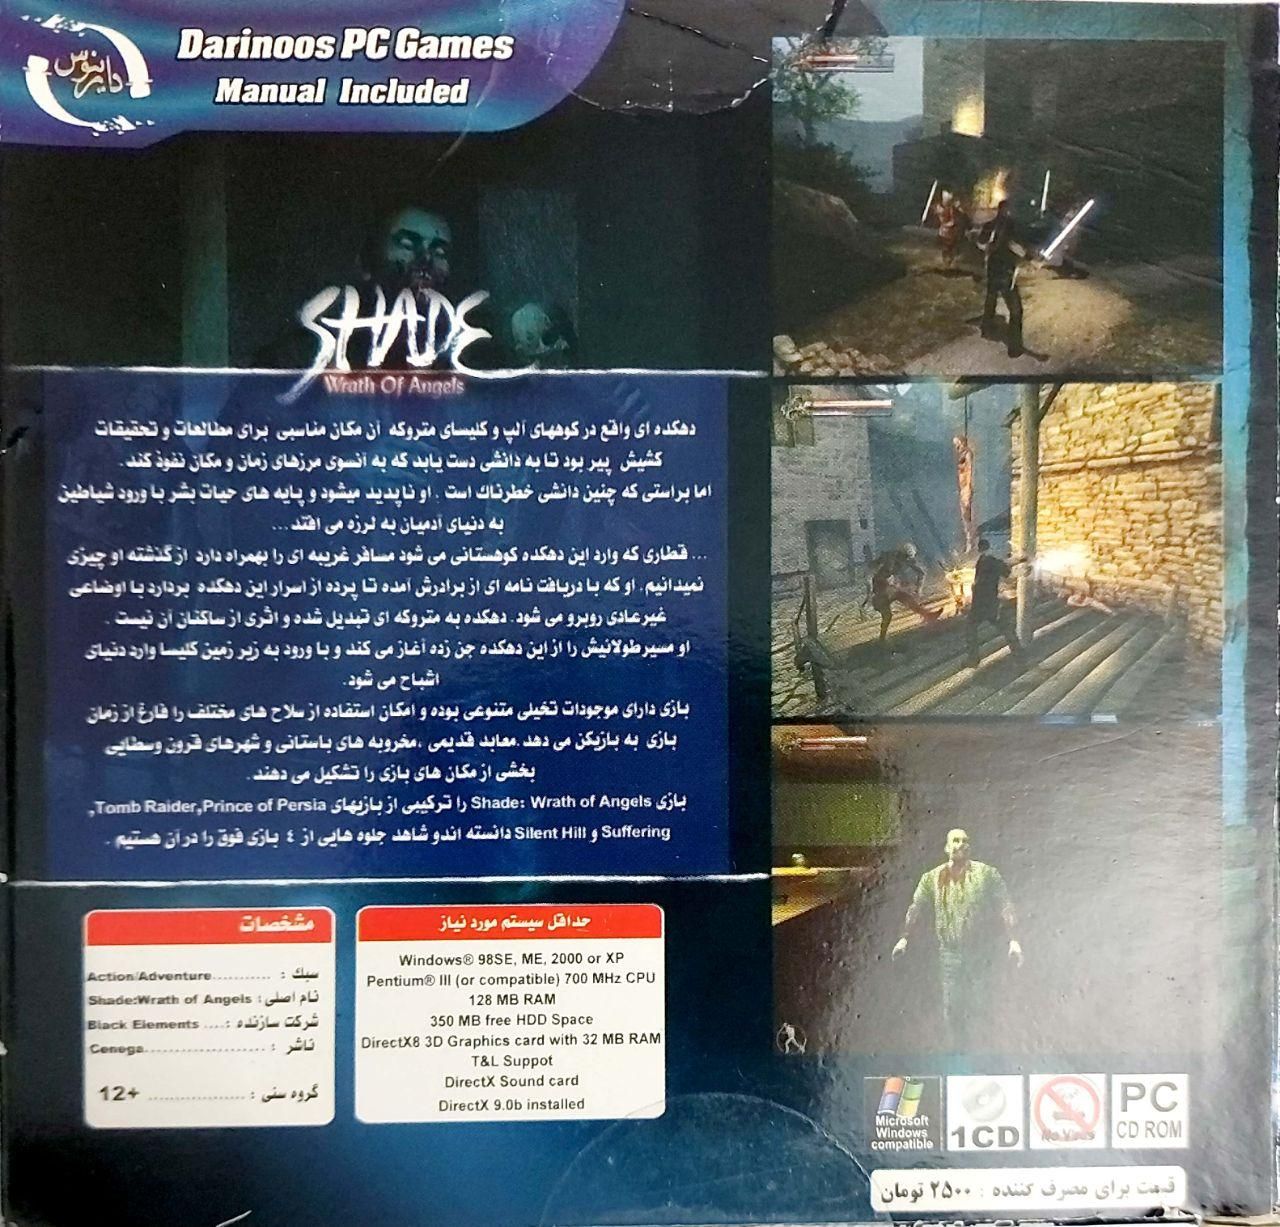 Darinoos PC Games
Manual Included
دارینوس
SHADE
Wrath Of Angels
دهکده ای واقع در کوههای آلپ و کلیسای متروکه آن مکان مناسبی برای مطالعات و تحقیقات
کشیش پیر بود تا به دانشی دست یابد که به آنسوی مرزهای زمان و مکان نفوذ کند.
اما براستی که چنین دانشی خطرناک است . او ناپدید میشود و پایه های حیات بشر با ورود شیاطین
به دنیای آدمیان به لرزه می افتد...
... قطاری که وارد این دهکده کوهستانی می شود مسافر غریبه ای را بهمراه دارد از گذشته او چیزی
نمیدانیم. او که با دریافت نامه ای از برادرش آمده تا پرده از اسرار این دهکده بردارد با اوضاعی
غیرعادی روبرو می شود. دهکده به متروکه ای تبدیل شده و اثری از ساکنان آن نیست .
او مسیر طولانیش را از این دهکده جن زده آغاز می کند و با ورود به زیر زمین کلیسا وارد دنیای
اشباح می شود.
بازی دارای موجودات تخیلی متنوعی بوده و امکان استفاده از سلاح های مختلف را فارغ از زمان
بازی به بازیکن می دهد. معابد قدیمی ، مخروبه های باستانی و شهرهای قرون وسطایی
بخشی از مکان های بازی را تشکیل می دهند.
بازی Shade: Wrath of Angels را ترکیبی از بازیهای Tomb Raider,Prince of Persia,
Suffering و Silent Hill دانسته اند و شاهد جلوه هایی از ٤ بازی فوق را در آن هستیم .
مشخصات
سبک : ........... Action/Adventure
نام اصلی : Shade:Wrath of Angels
شرکت سازنده : .... Black Elements
ناشر : ..................... Cenega
گروه سنی : ................. 12+
حداقل سیستم مورد نیاز
Windows® 98SE, ME, 2000 or XP
Pentium® III (or compatible) 700 MHz CPU
128 MB RAM
350 MB free HDD Space
DirectX8 3D Graphics card with 32 MB RAM
T&L Suppot
DirectX Sound card
DirectX 9.0b installed
Microsoft
Windows
compatible
1CD
No Virus
PC
CD ROM
قیمت برای مصرف کننده : ۲۵۰۰ تومان